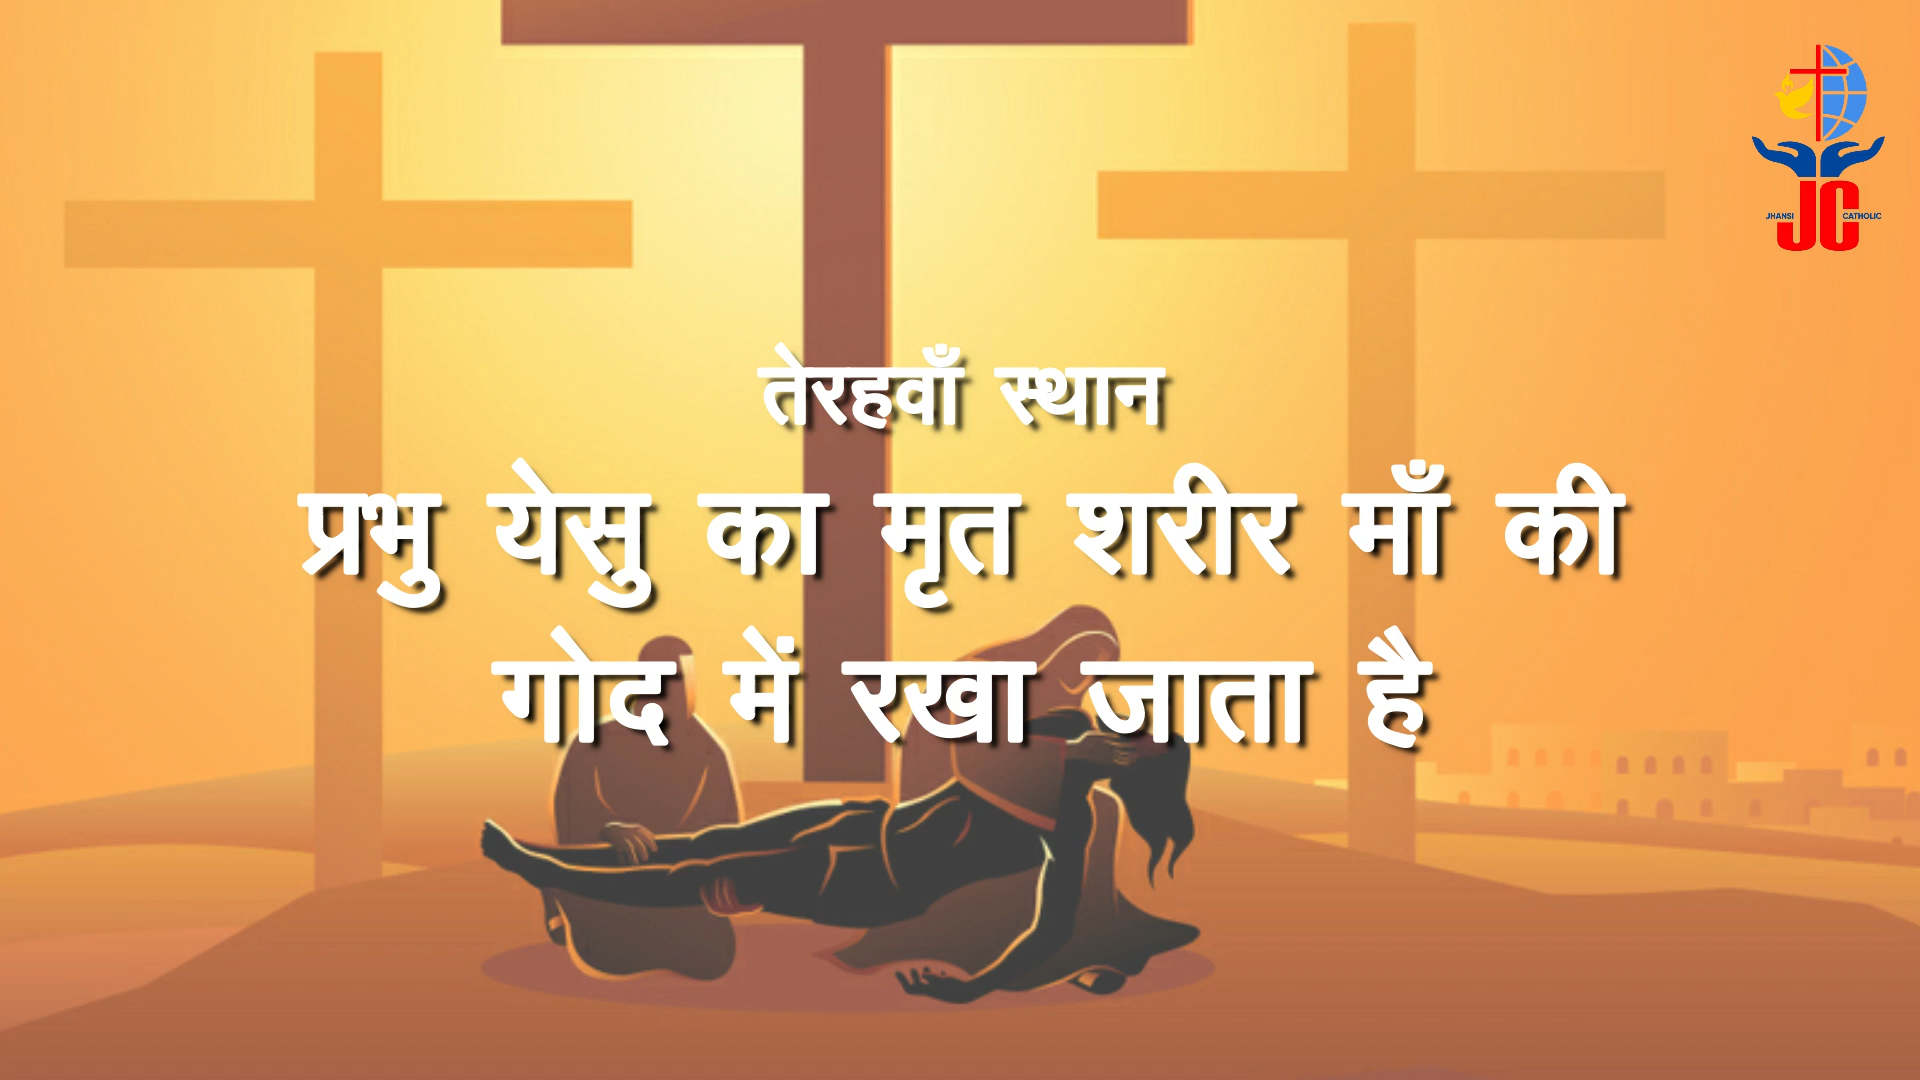 JHANSI JC CATHOLIC
तेरहवाँ स्थान
प्रभु येसु का मृत शरीर माँ की
गोद में रखा जाता है